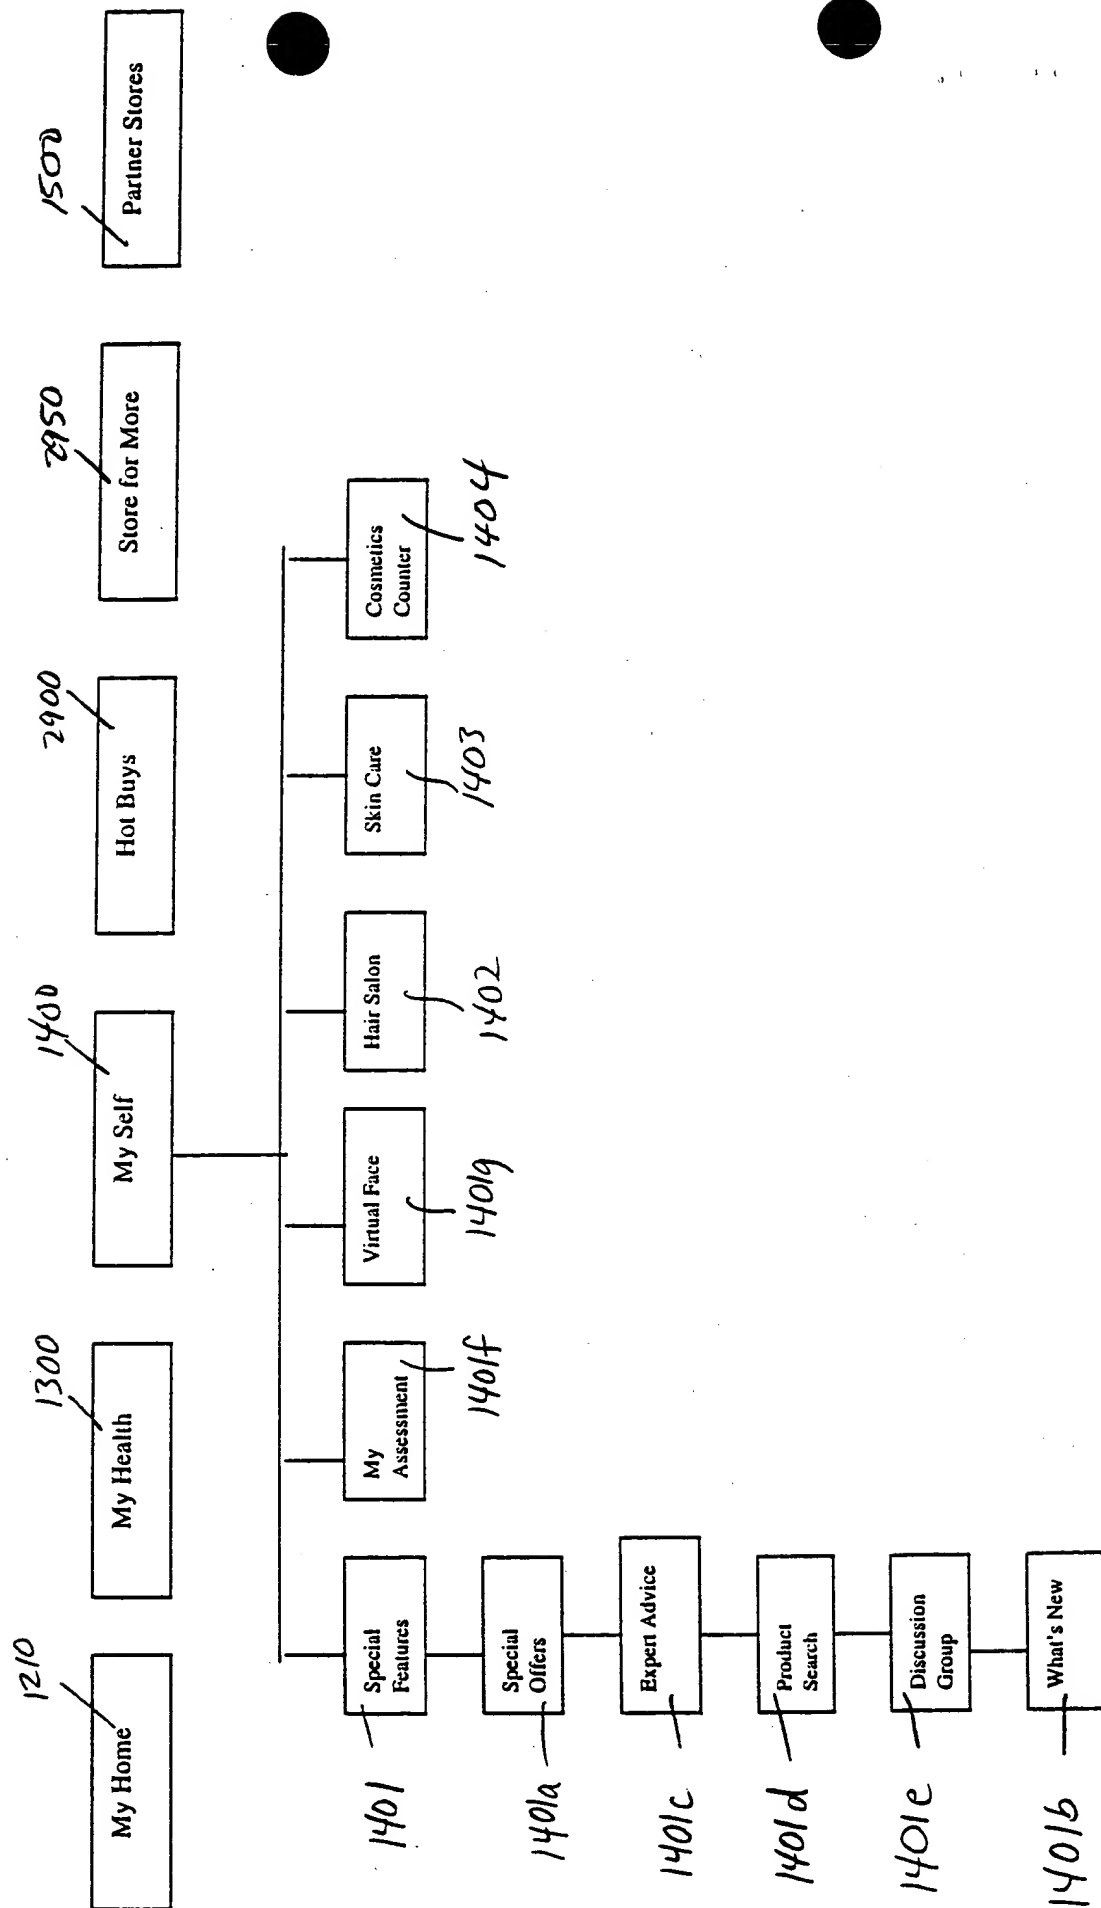 1210
1300
1400
2900
2950
1500
My Home
My Health
My Self
Hot Buys
Store for More
Partner Stores
Special
Features
My
Assessment
Virtual Face
Hair Salon
Skin Care
Cosmetics
Counter
1401
1401f
1401g
1402
1403
1404
Special
Offers
1401a
Expert Advice
1401c
Product
Search
1401d
Discussion
Group
1401e
What's New
1401b